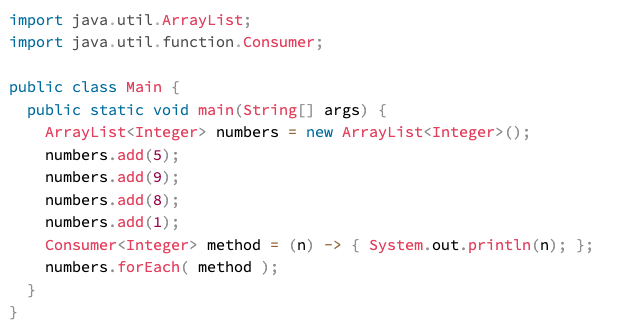 import java.util.ArrayList;
import java.util.function.Consumer;

public class Main {
  public static void main(String[] args) {
    ArrayList<Integer> numbers = new ArrayList<Integer>();
    numbers.add(5);
    numbers.add(9);
    numbers.add(8);
    numbers.add(1);
    Consumer<Integer> method = (n) -> { System.out.println(n); };
    numbers.forEach( method );
  }
}